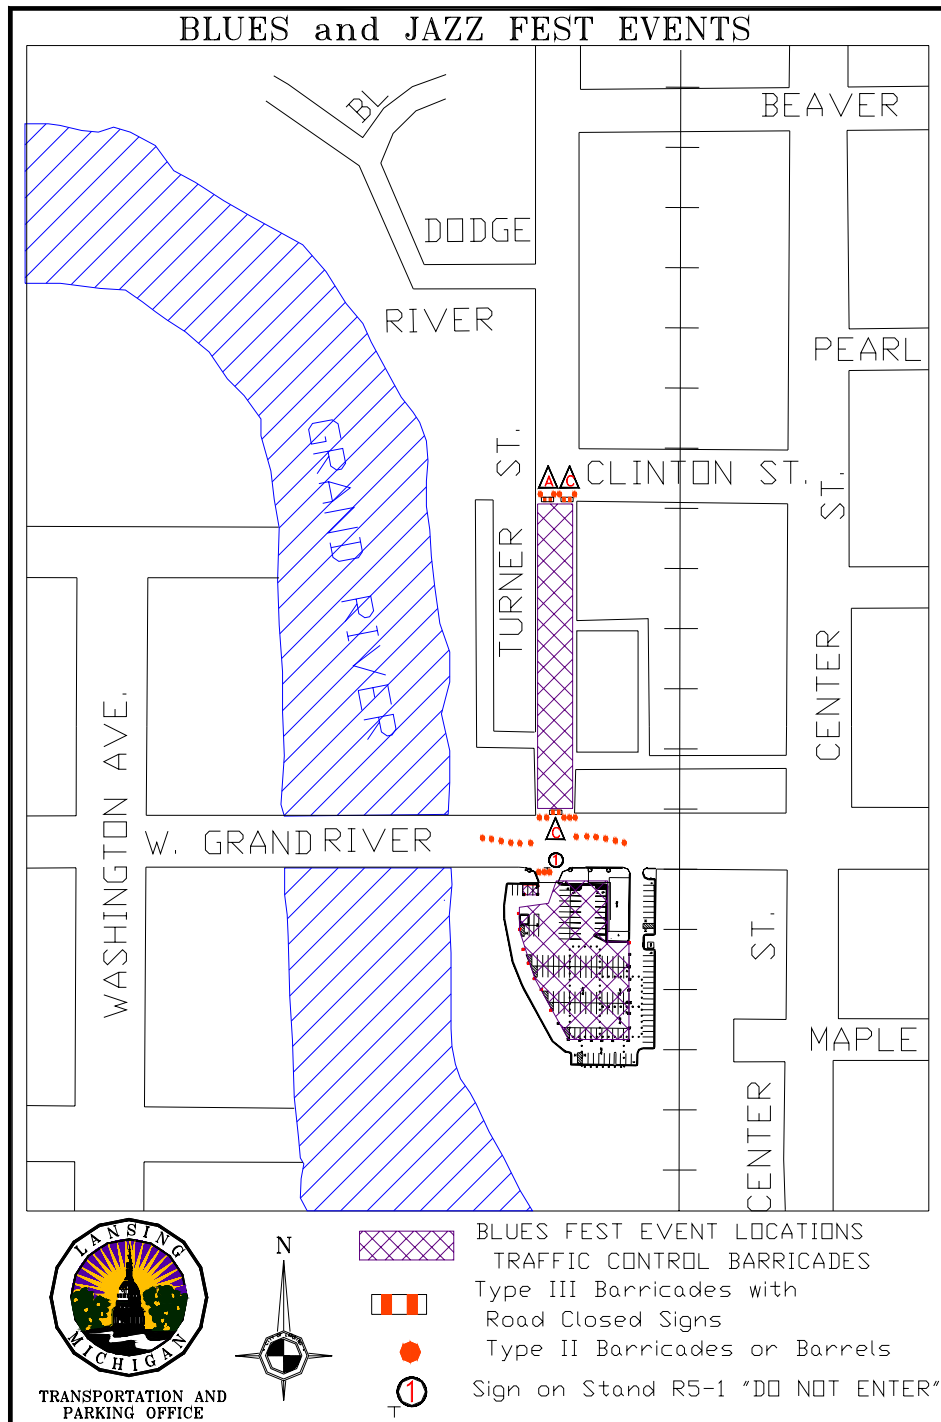 BLUES and JAZZ FEST EVENTS
BL
BEAVER
DODGE
RIVER
PEARL
GRAND RIVER
TURNER ST.
A C
CLINTON ST.
CENTER ST.
WASHINGTON AVE.
W. GRAND RIVER
C
1
CENTER ST.
MAPLE
LANSING
MICHIGAN
TRANSPORTATION AND
PARKING OFFICE
N
BLUES FEST EVENT LOCATIONS
TRAFFIC CONTROL BARRICADES
Type III Barricades with
Road Closed Signs
Type II Barricades or Barrels
1
T
Sign on Stand R5-1 "DO NOT ENTER"